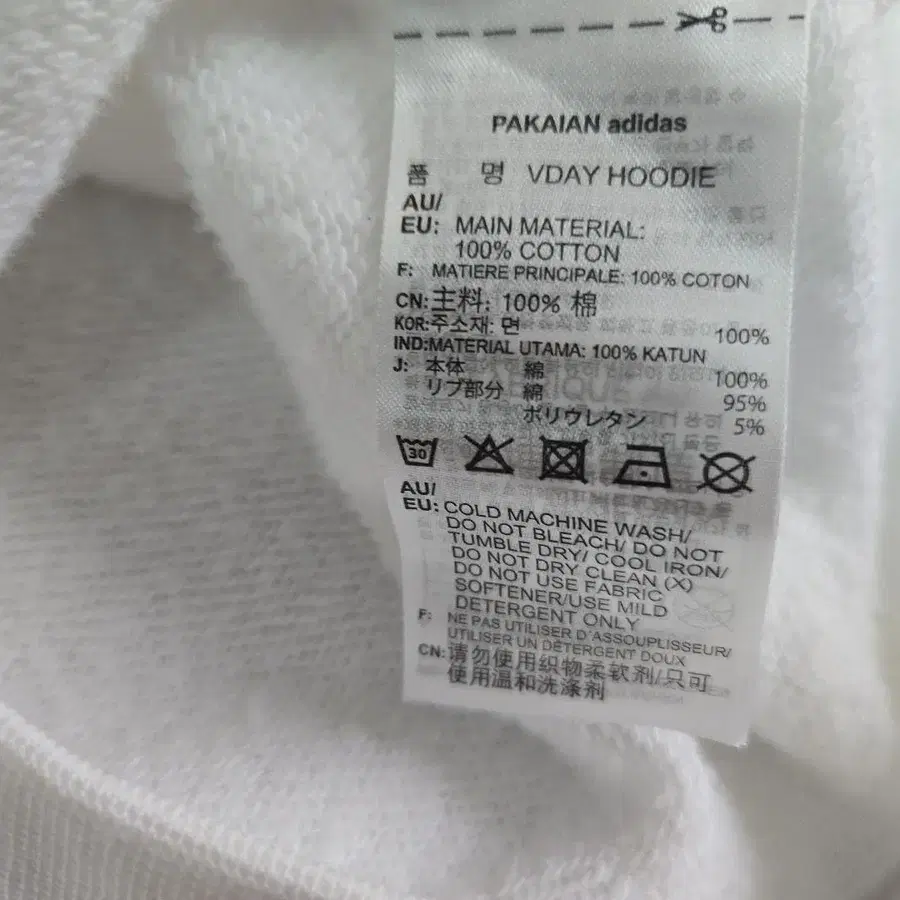 PAKAIAN adidas
품 명 VDAY HOODIE
AU/
EU: MAIN MATERIAL:
100% COTTON
F: MATIERE PRINCIPALE: 100% COTON
CN:主料: 100% 棉
KOR:주소재: 면 100%
IND:MATERIAL UTAMA: 100% KATUN
J: 本体 綿 100%
リブ部分 綿 95%
ポリウレタン 5%
30
AU/
EU: COLD MACHINE WASH/
DO NOT BLEACH/ DO NOT
TUMBLE DRY/ COOL IRON/
DO NOT DRY CLEAN (X)
DO NOT USE FABRIC
SOFTENER/USE MILD
DETERGENT ONLY
F: NE PAS UTILISER D'ASSOUPLISSEUR/
UTILISER UN DÉTERGENT DOUX
CN:请勿使用织物柔软剂/只可
使用温和洗涤剂